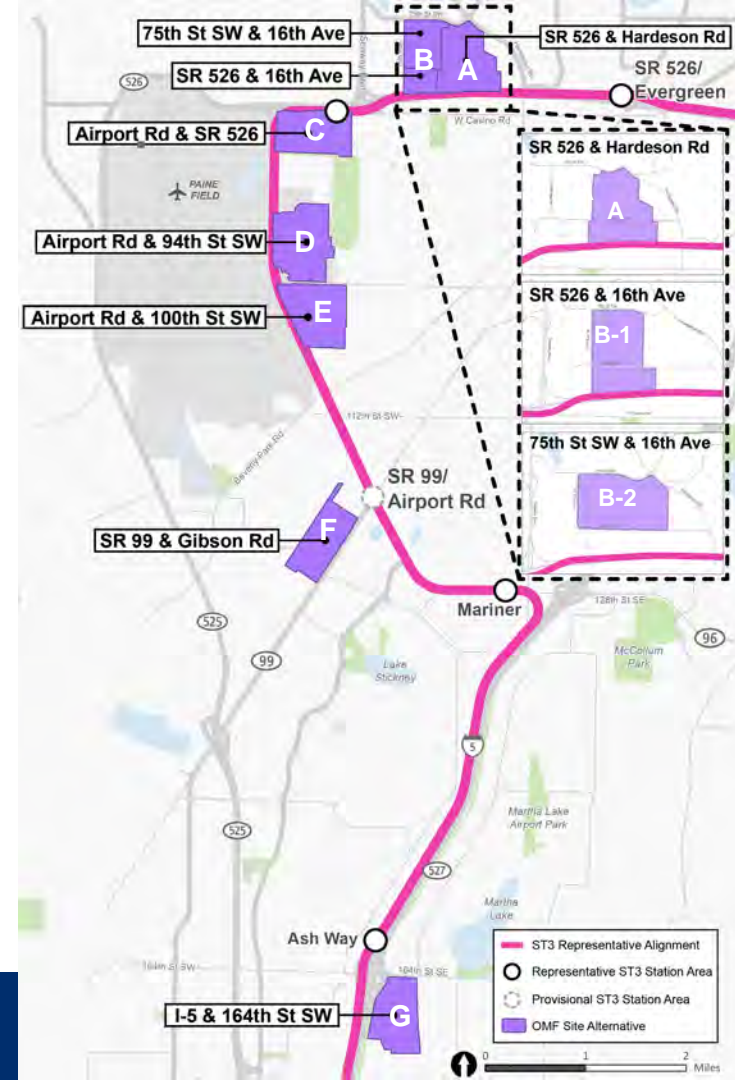 75th St SW & 16th Ave
SR 526 & Hardeson Rd
B
A
SR 526 & 16th Ave
SR 526/
Evergreen
526
W Casino Rd
Airport Rd & SR 526
C
PAINE
FIELD
SR 526 & Hardeson Rd
A
Airport Rd & 94th St SW
D
SR 526 & 16th Ave
B-1
Airport Rd & 100th St SW
E
112th St SW
75th St SW & 16th Ave
B-2
Beverly Park Rd
SR 99/
Airport Rd
F
SR 99 & Gibson Rd
Mariner
128th St SE
525
96
99
Lake
Stickney
McCollum
Park
5
Martha Lake
Airport Park
525
527
Martha
Lake
Ash Way
164th St SW
164th St SE
I-5 & 164th St SW
G
ST3 Representative Alignment
Representative ST3 Station Area
Provisional ST3 Station Area
OMF Site Alternative
0 1 2
Miles